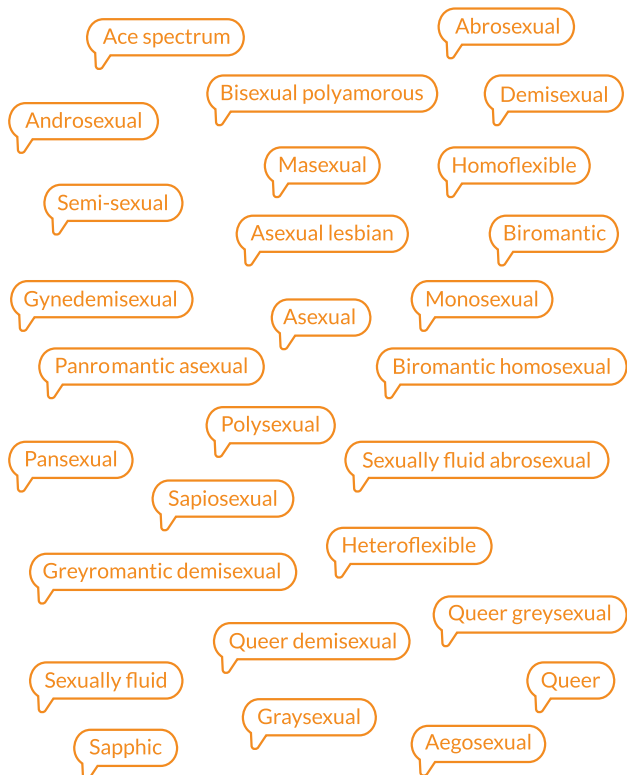 Ace spectrum
Abrosexual
Bisexual polyamorous
Demisexual
Androsexual
Masexual
Homoflexible
Semi-sexual
Asexual lesbian
Biromantic
Gynedemisexual
Asexual
Monosexual
Panromantic asexual
Biromantic homosexual
Polysexual
Pansexual
Sexually fluid abrosexual
Sapiosexual
Heteroflexible
Greyromantic demisexual
Queer greysexual
Queer demisexual
Sexually fluid
Queer
Graysexual
Sapphic
Aegosexual